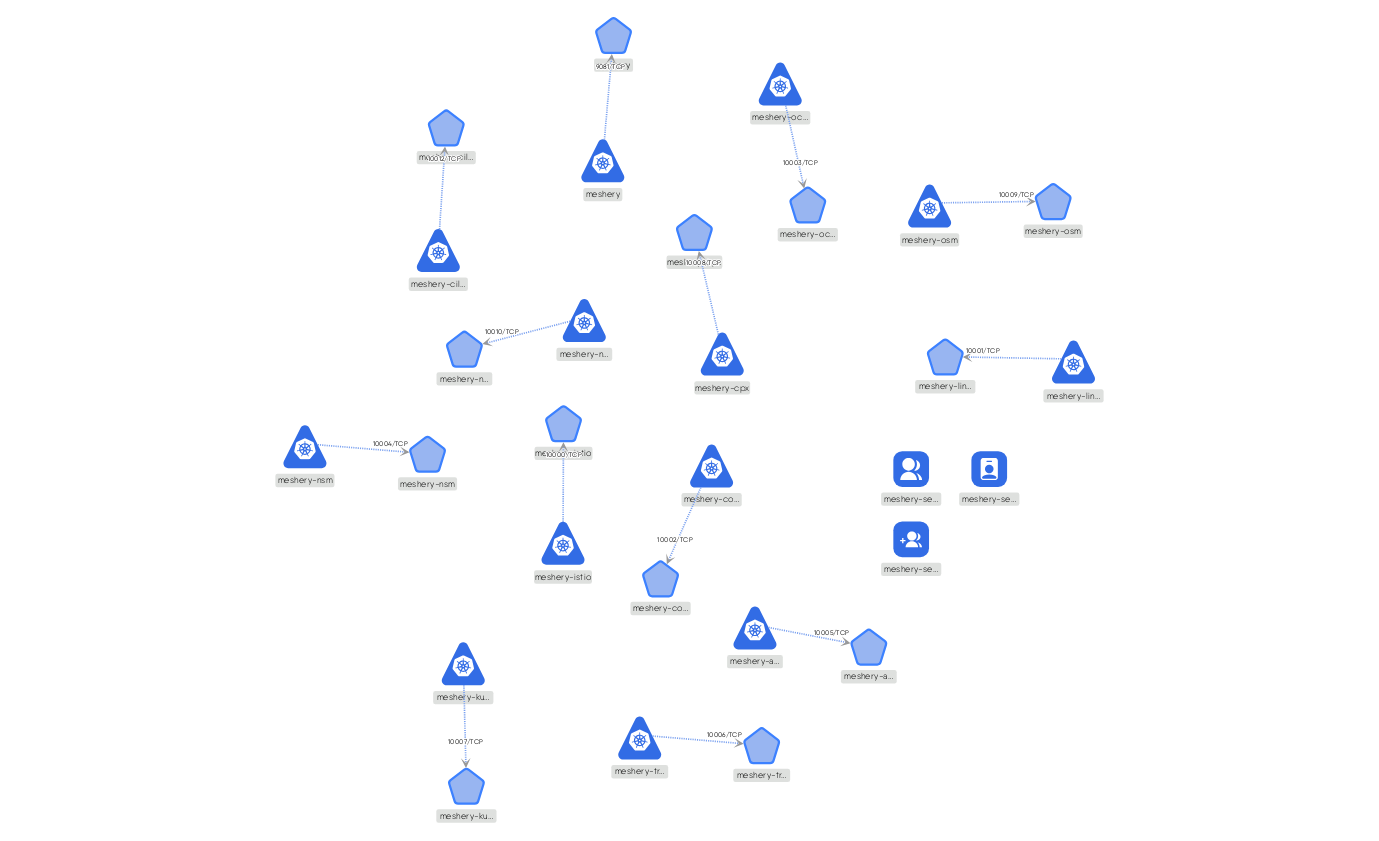 9081/TCP
meshery-oc...
10012/TCP
10003/TCP
meshery
10009/TCP
meshery-oc...
meshery-osm
meshery-osm
10008/TCP
meshery-cil...
10010/TCP
meshery-n...
meshery-n...
10001/TCP
meshery-lin...
meshery-lin...
meshery-cpx
10004/TCP
10000/TCP
meshery-nsm
meshery-nsm
meshery-co...
meshery-se...
meshery-se...
10002/TCP
meshery-istio
meshery-se...
meshery-co...
10005/TCP
meshery-a...
meshery-a...
meshery-ku...
10007/TCP
10006/TCP
meshery-tr...
meshery-tr...
meshery-ku...